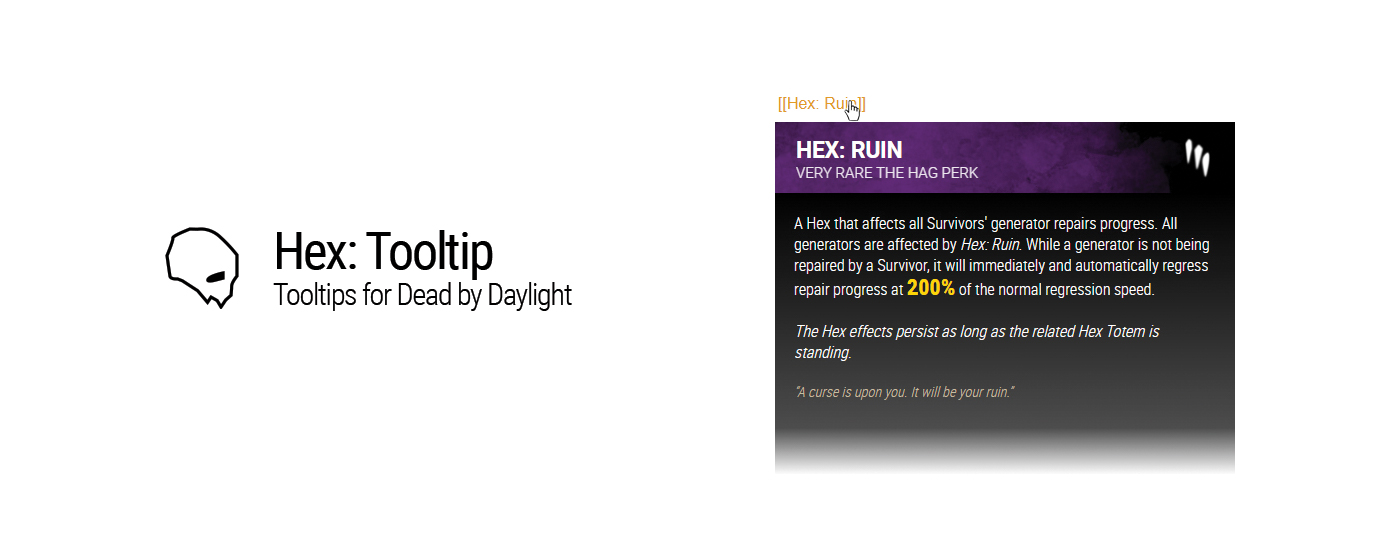 Hex: Tooltip
Tooltips for Dead by Daylight
[[Hex: Ruin]]
HEX: RUIN
VERY RARE THE HAG PERK
A Hex that affects all Survivors' generator repairs progress. All
generators are affected by Hex: Ruin. While a generator is not being
repaired by a Survivor, it will immediately and automatically regress
repair progress at 200% of the normal regression speed.
The Hex effects persist as long as the related Hex Totem is
standing.
"A curse is upon you. It will be your ruin."